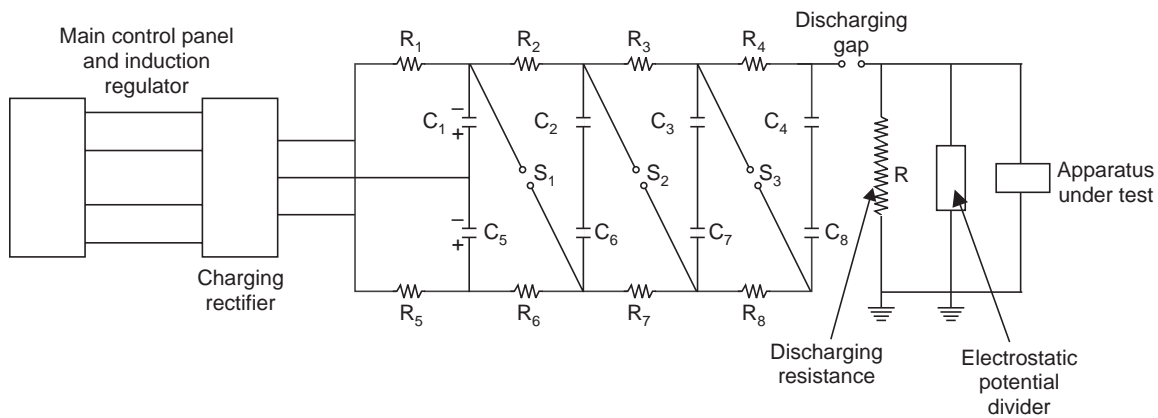 Main control panel
and induction
regulator
Charging
rectifier
R1
R2
R3
R4
Discharging
gap
–
C1
+
C2
C3
C4
S1
S2
S3
–
C5
+
C6
C7
C8
R5
R6
R7
R8
R
Apparatus
under test
Discharging
resistance
Electrostatic
potential
divider